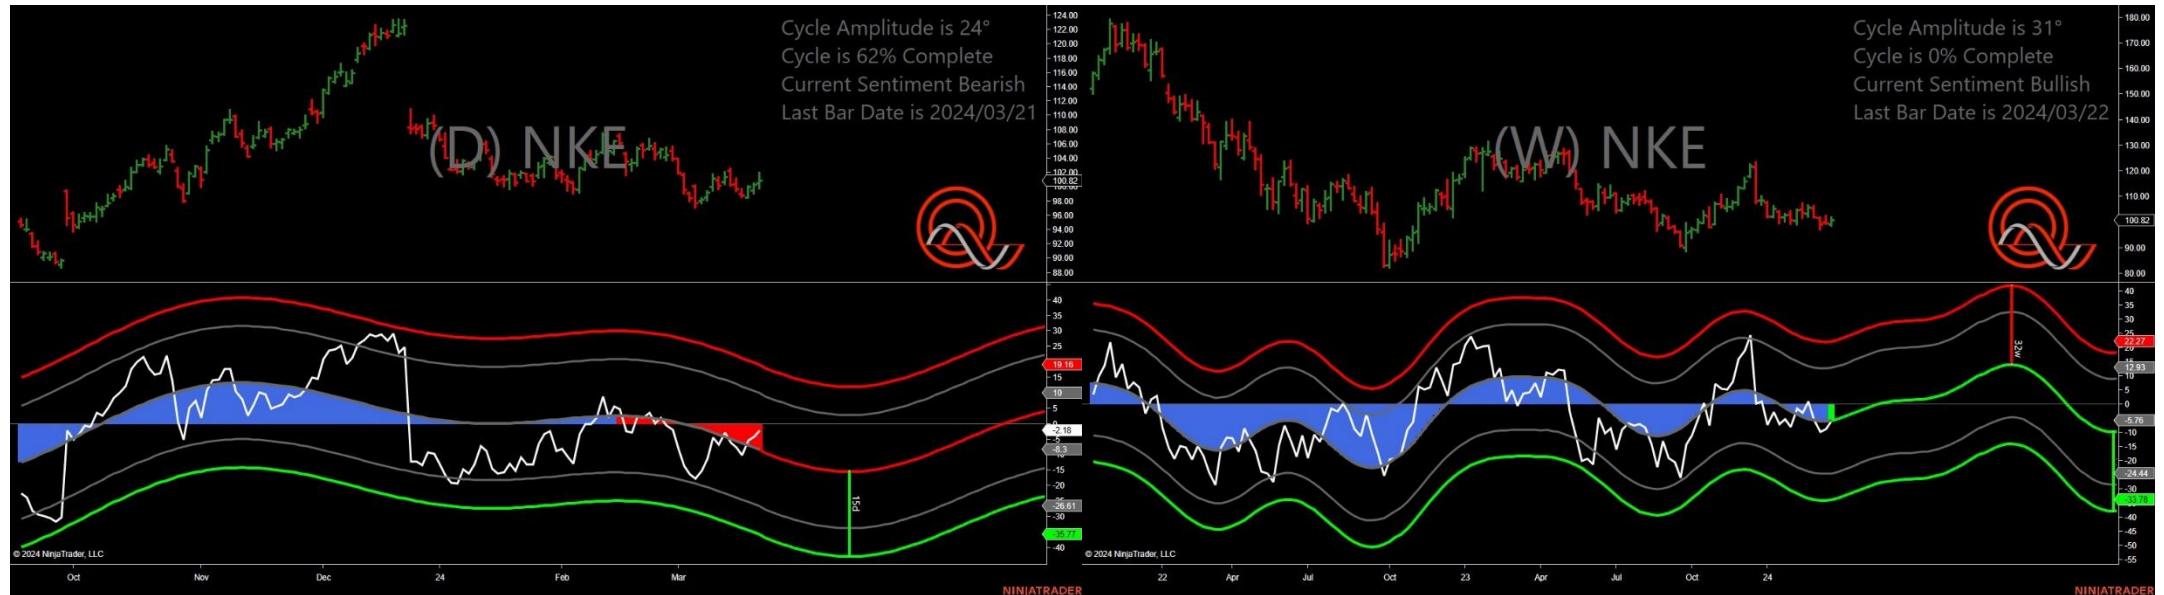 Cycle Amplitude is 24°
Cycle is 62% Complete
Current Sentiment Bearish
Last Bar Date is 2024/03/21
(D) NKE
124.00
122.00
120.00
118.00
116.00
114.00
112.00
110.00
108.00
106.00
104.00
102.00
100.82
98.00
96.00
94.00
92.00
90.00
88.00
40
35
30
25
19.16
15
10
5
-2.18
-5
-8.3
-15
-20
-26.61
-30
-35.77
-40
15d
© 2024 NinjaTrader, LLC
Oct
Nov
Dec
24
Feb
Mar
NINJATRADER
Cycle Amplitude is 31°
Cycle is 0% Complete
Current Sentiment Bullish
Last Bar Date is 2024/03/22
(W) NKE
180.00
170.00
160.00
150.00
140.00
130.00
120.00
110.00
100.82
90.00
80.00
40
35
30
25
22.27
15
12.93
10
5
0
-5.76
-10
-15
-20
-24.44
-30
-33.78
-40
-45
-50
-55
32w
© 2024 NinjaTrader, LLC
22
Apr
Jul
Oct
23
Apr
Jul
Oct
24
NINJATRADER